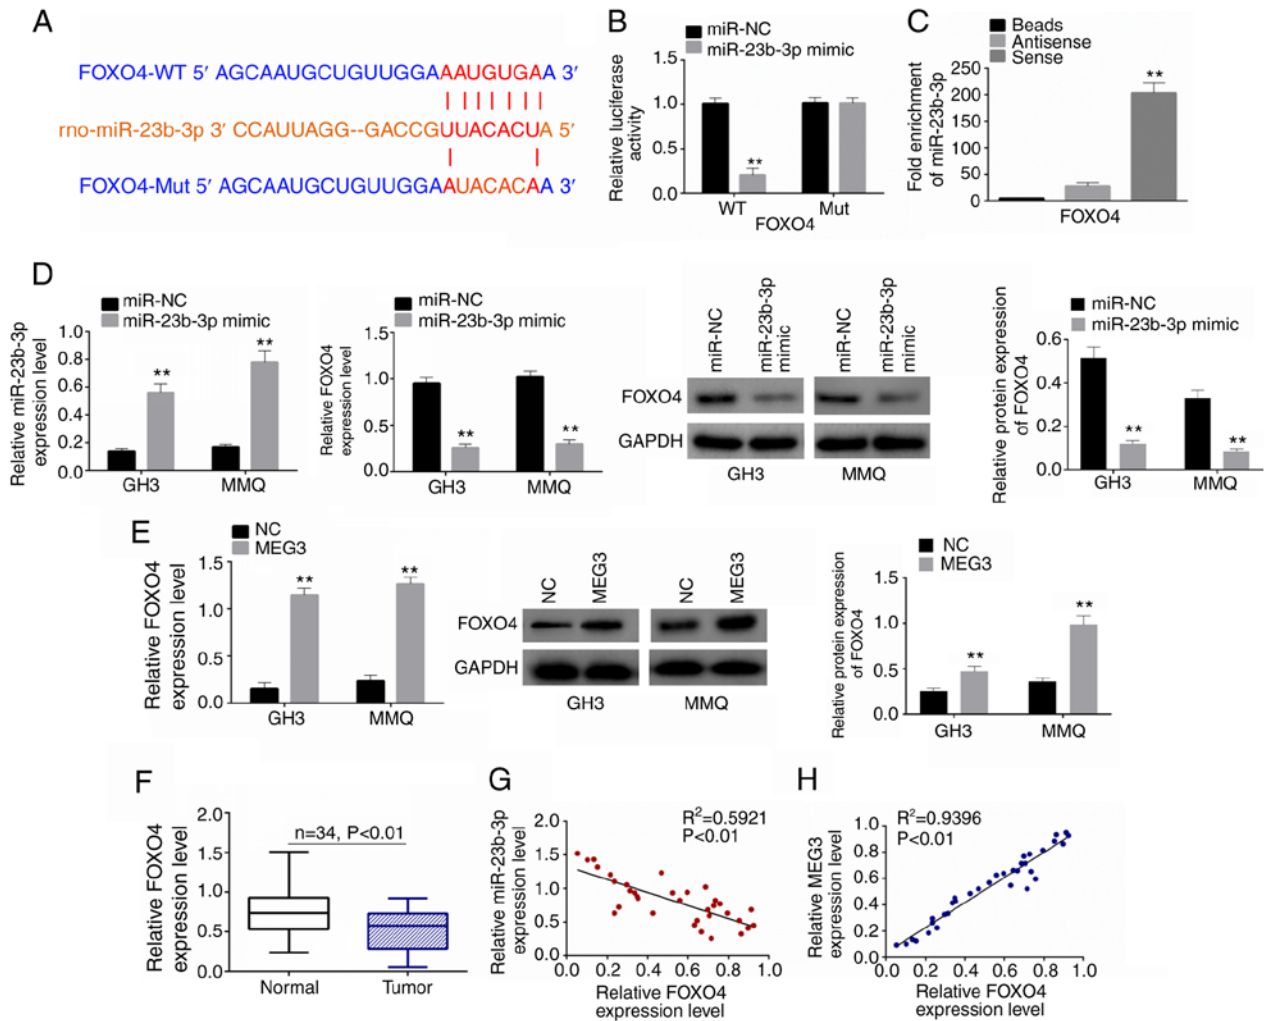 A
FOXO4-WT 5′ AGCAAUGCUGUUGGAAAUGUGAA 3′
rno-miR-23b-3p 3′ CCAUUAGG--GACCGUUACACUA 5′
FOXO4-Mut 5′ AGCAAUGCUGUUGGAAUACACAA 3′
B
miR-NC
miR-23b-3p mimic
Relative luciferase
activity
1.5
1.0
0.5
0.0
WT
Mut
FOXO4
C
Beads
Antisense
Sense
Fold enrichment
of miR-23b-3p
250
200
150
100
50
0
**
**
FOXO4
D
miR-NC
miR-23b-3p mimic
Relative miR-23b-3p
expression level
1.0
0.8
0.6
0.4
0.2
0.0
**
**
GH3
MMQ
miR-NC
miR-23b-3p mimic
Relative FOXO4
expression level
1.5
1.0
0.5
0.0
**
**
GH3
MMQ
miR-NC
miR-23b-3p
mimic
miR-NC
miR-23b-3p
mimic
FOXO4
GAPDH
GH3
MMQ
miR-NC
miR-23b-3p mimic
Relative protein expression
of FOXO4
0.6
0.4
0.2
0.0
**
**
GH3
MMQ
E
NC
MEG3
Relative FOXO4
expression level
1.5
1.0
0.5
0.0
**
**
GH3
MMQ
NC
MEG3
NC
MEG3
FOXO4
GAPDH
GH3
MMQ
NC
MEG3
Relative protein expression
of FOXO4
1.5
1.0
0.5
0.0
**
**
GH3
MMQ
F
Relative FOXO4
expression level
2.0
1.5
1.0
0.5
0.0
n=34, P<0.01
Normal
Tumor
G
Relative miR-23b-3p
expression level
2.0
1.5
1.0
0.5
0.0
R²=0.5921
P<0.01
0.0 0.2 0.4 0.6 0.8 1.0
Relative FOXO4
expression level
H
Relative MEG3
expression level
1.0
0.8
0.6
0.4
0.2
0.0
R²=0.9396
P<0.01
0.0 0.2 0.4 0.6 0.8 1.0
Relative FOXO4
expression level